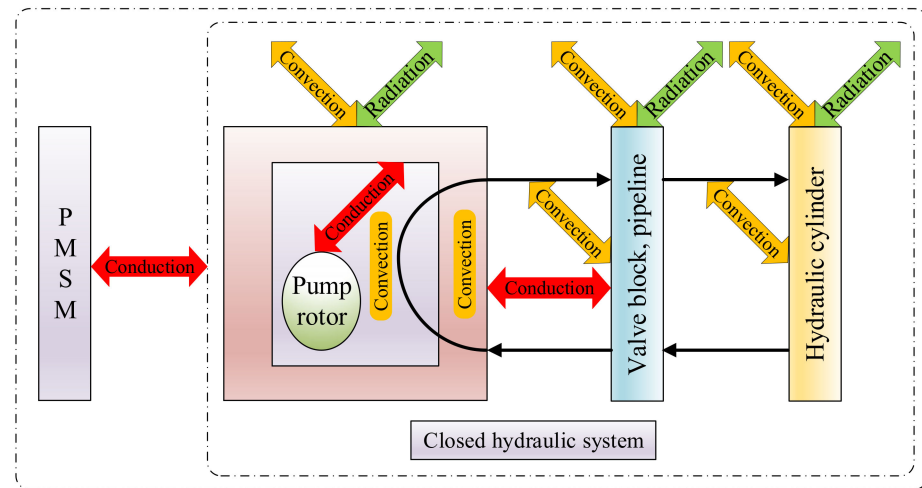 Convection
Radiation
Convection
Radiation
Convection
Radiation
P
M
S
M
Conduction
Conduction
Pump
rotor
Convection
Convection
Conduction
Convection
Valve block, pipeline
Convection
Hydraulic cylinder
Closed hydraulic system